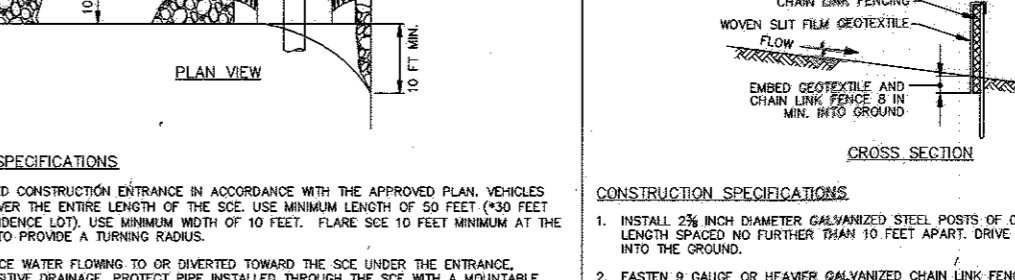 10
PLAN VIEW
10 FT MIN.
SPECIFICATIONS
ED CONSTRUCTION ENTRANCE IN ACCORDANCE WITH THE APPROVED PLAN. VEHICLES
VER THE ENTIRE LENGTH OF THE SCE. USE MINIMUM LENGTH OF 50 FEET (*30 FEET
IDENCE LOT). USE MINIMUM WIDTH OF 10 FEET. FLARE SCE 10 FEET MINIMUM AT THE
TO PROVIDE A TURNING RADIUS.
CE WATER FLOWING TO OR DIVERTED TOWARD THE SCE UNDER THE ENTRANCE,
SITIVE DRAINAGE. PROTECT PIPE INSTALLED THROUGH THE SCE WITH A MOUNTABLE
CHAIN LINK FENCING
WOVEN SLIT FILM GEOTEXTILE
FLOW
EMBED GEOTEXTILE AND
CHAIN LINK FENCE 8 IN
MIN. INTO GROUND
CROSS SECTION
CONSTRUCTION SPECIFICATIONS
1. INSTALL 2⅜ INCH DIAMETER GALVANIZED STEEL POSTS OF .0
LENGTH SPACED NO FURTHER THAN 10 FEET APART. DRIVE
INTO THE GROUND.
2. FASTEN 9 GAUGE OR HEAVIER GALVANIZED CHAIN LINK FEN